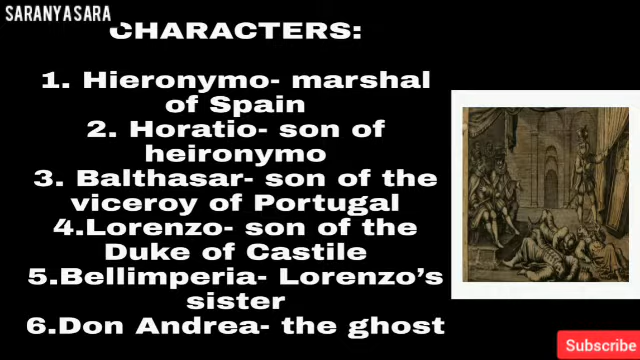 SARANYASARA
CHARACTERS:
1. Hieronymo- marshal
of Spain
2. Horatio- son of
heironymo
3. Balthasar- son of the
viceroy of Portugal
4.Lorenzo- son of the
Duke of Castile
5.Bellimperia- Lorenzo's
sister
6.Don Andrea- the ghost
Subscribe